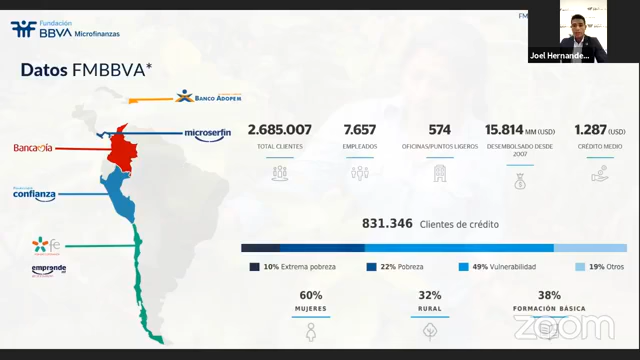 Fundación
BBVA Microfinanzas
FM
Joel Hernande...
Datos FMBBVA*
BANCO ADOPEM
microserfin
Bancamía
confianza
fe
emprende
2.685.007
TOTAL CLIENTES
7.657
EMPLEADOS
574
OFICINAS/PUNTOS LIGEROS
15.814 MM (USD)
DESEMBOLSADO DESDE
2007
1.287 (USD)
CRÉDITO MEDIO
831.346 Clientes de crédito
10% Extrema pobreza
22% Pobreza
49% Vulnerabilidad
19% Otros
60%
MUJERES
32%
RURAL
38%
FORMACIÓN BÁSICA
zoom